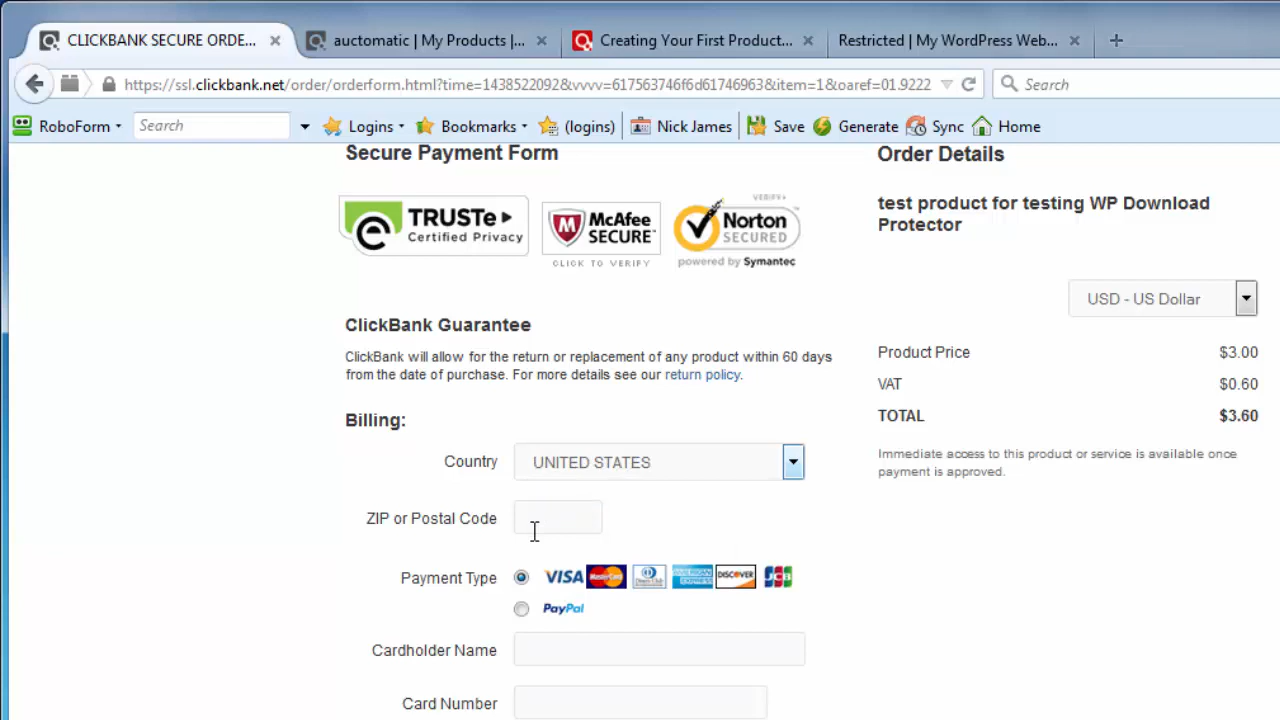 CLICKBANK SECURE ORDE...
auctomatic | My Products |...
Creating Your First Product...
Restricted | My WordPress Web...
https://ssl.clickbank.net/order/orderform.html?time=1438522092&vvvv=617563746f6d61746963&item=1&oaref=01.9222
Search
RoboForm
Search
Logins
Bookmarks
(logins)
Nick James
Save
Generate
Sync
Home
Secure Payment Form
TRUSTe
Certified Privacy
McAfee
SECURE
CLICK TO VERIFY
VERIFY
Norton
SECURED
powered by Symantec
ClickBank Guarantee
ClickBank will allow for the return or replacement of any product within 60 days
from the date of purchase. For more details see our return policy.
Billing:
Country
UNITED STATES
ZIP or Postal Code
Payment Type
VISA
MasterCard
Diners Club
AMERICAN EXPRESS
DISCOVER
JCB
PayPal
Cardholder Name
Card Number
Order Details
test product for testing WP Download
Protector
USD - US Dollar
Product Price $3.00
VAT $0.60
TOTAL $3.60
Immediate access to this product or service is available once
payment is approved.